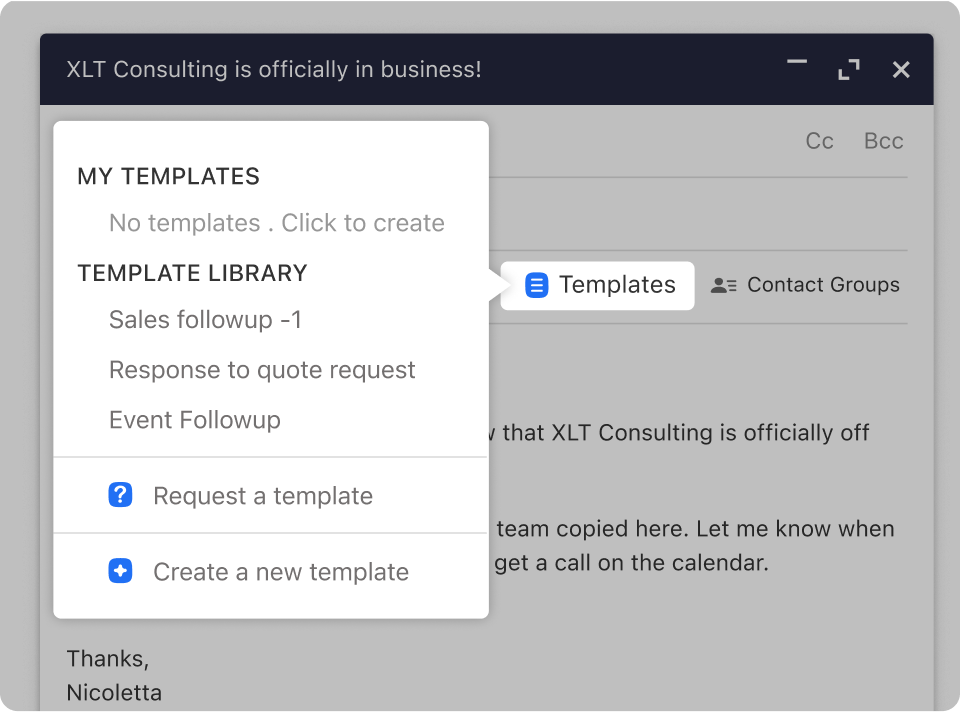 XLT Consulting is officially in business!
Cc Bcc
MY TEMPLATES
No templates . Click to create
TEMPLATE LIBRARY
Sales followup -1
Response to quote request
Event Followup
Request a template
Create a new template
Templates
Contact Groups
that XLT Consulting is officially off
team copied here. Let me know when
get a call on the calendar.
Thanks,
Nicoletta